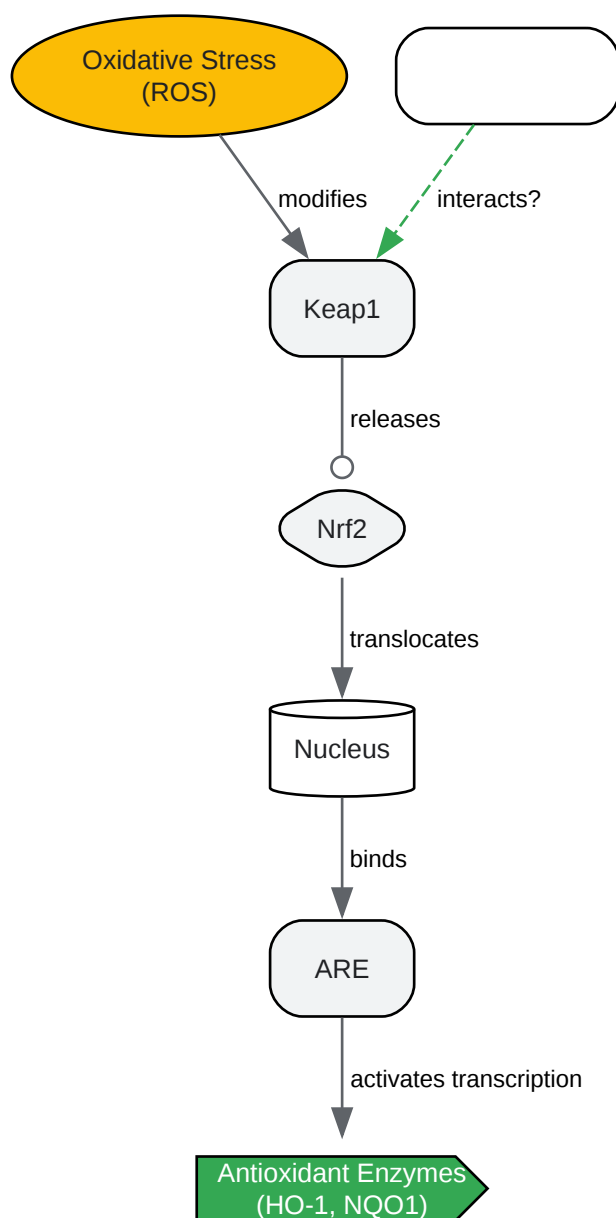 Oxidative Stress
(ROS)
modifies
interacts?
Keap1
releases
Nrf2
translocates
Nucleus
binds
ARE
activates transcription
Antioxidant Enzymes
(HO-1, NQO1)